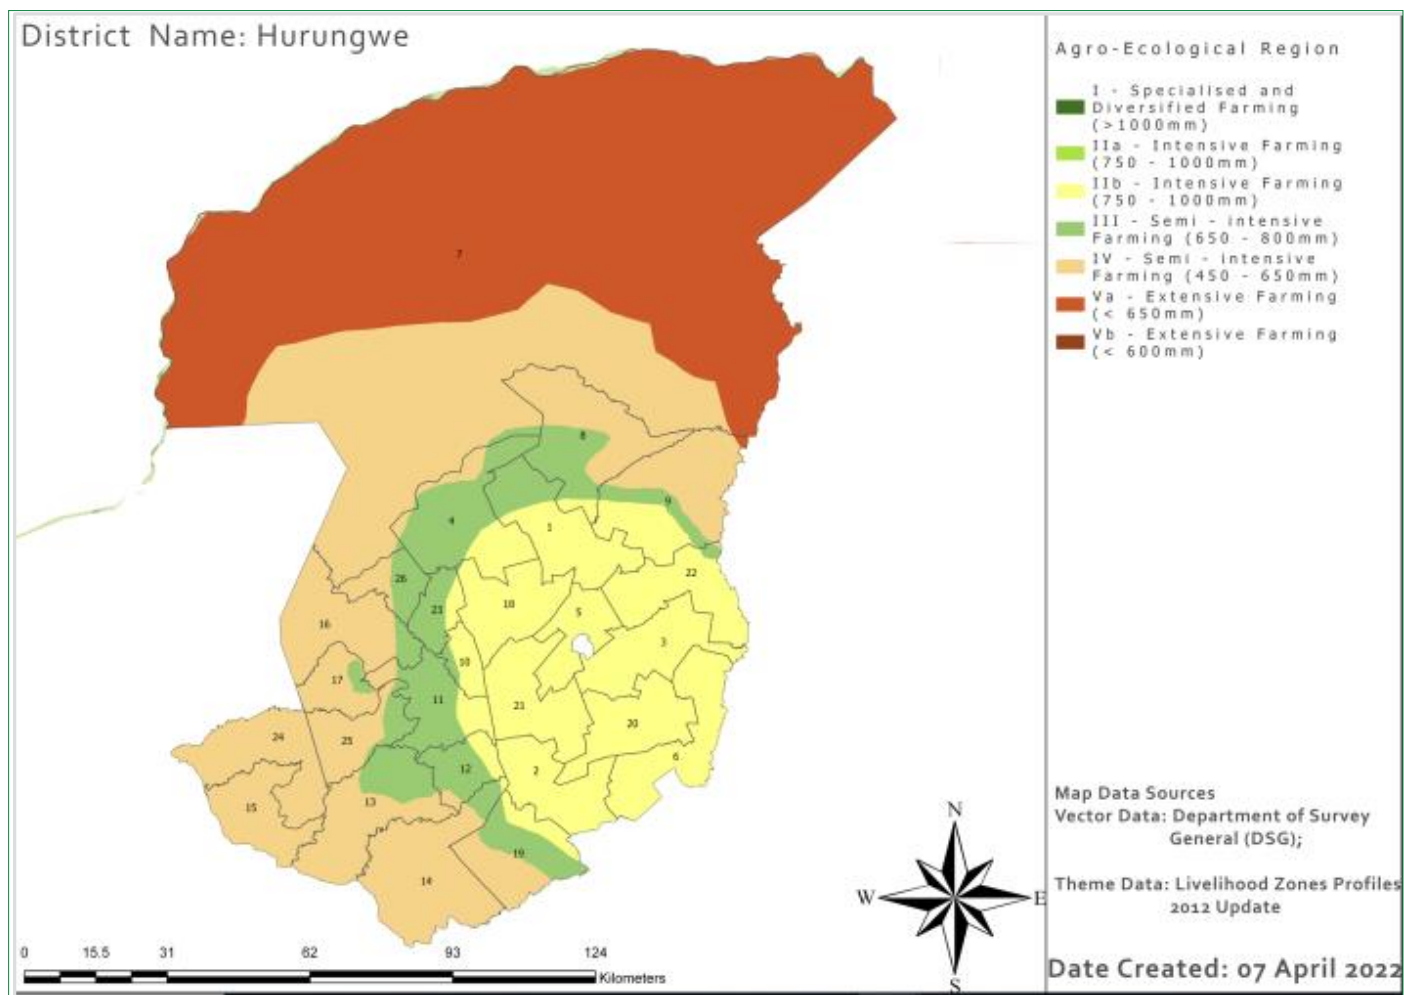 District Name: Hurungwe
Agro-Ecological Region
I - Specialised and
Diversified Farming
(>1000mm)
IIa - Intensive Farming
(750 - 1000mm)
IIb - Intensive Farming
(750 - 1000mm)
III - Semi - intensive
Farming (650 - 800mm)
IV - Semi - intensive
Farming (450 - 650mm)
Va - Extensive Farming
(< 650mm)
Vb - Extensive Farming
(< 600mm)
7
8
9
4
1
26
22
23
18
5
16
3
10
17
11
21
20
24
25
6
12
2
15
13
19
14
Map Data Sources
Vector Data: Department of Survey
General (DSG);
Theme Data: Livelihood Zones Profiles
2012 Update
N
W
E
S
0 15.5 31 62 93 124
Kilometers
Date Created: 07 April 2022